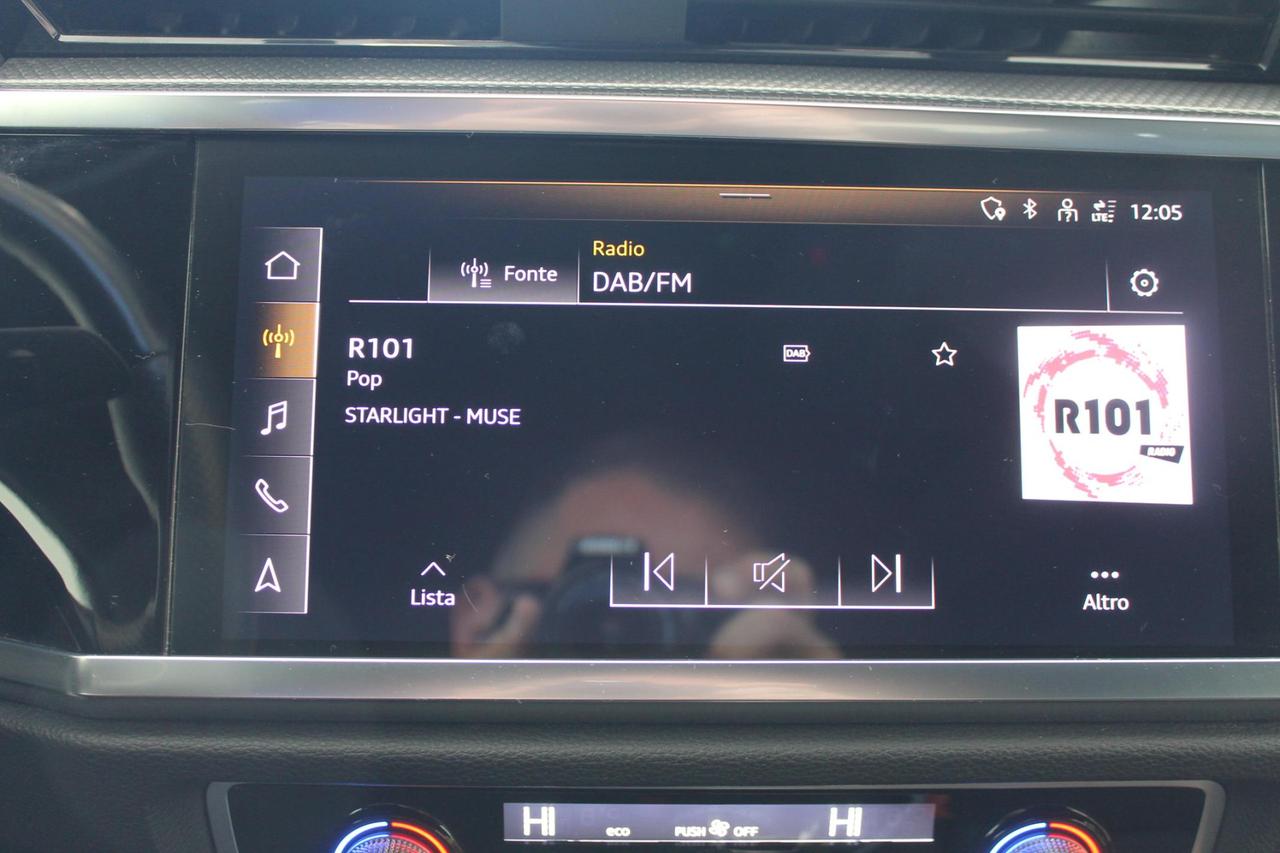 LTE 12:05
Radio
Fonte
DAB/FM
R101
Pop
DAB
STARLIGHT - MUSE
R101
RADIO
Lista
Altro
HI eco PUSH OFF HI